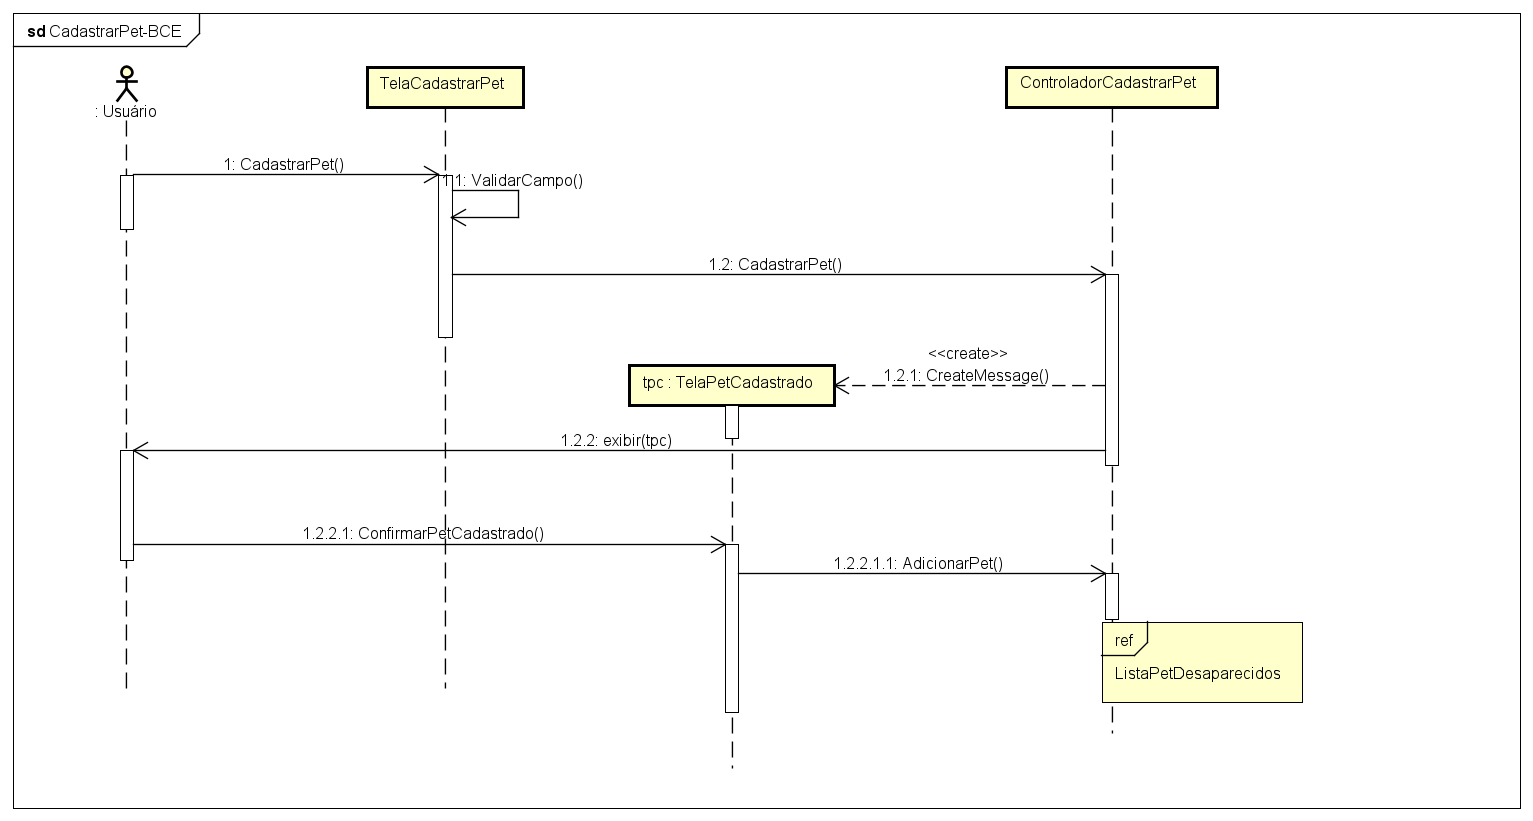 sd CadastrarPet-BCE
: Usuário
TelaCadastrarPet
ControladorCadastrarPet
1: CadastrarPet()
1.1: ValidarCampo()
1.2: CadastrarPet()
<<create>>
1.2.1: CreateMessage()
tpc : TelaPetCadastrado
1.2.2: exibir(tpc)
1.2.2.1: ConfirmarPetCadastrado()
1.2.2.1.1: AdicionarPet()
ref
ListaPetDesaparecidos